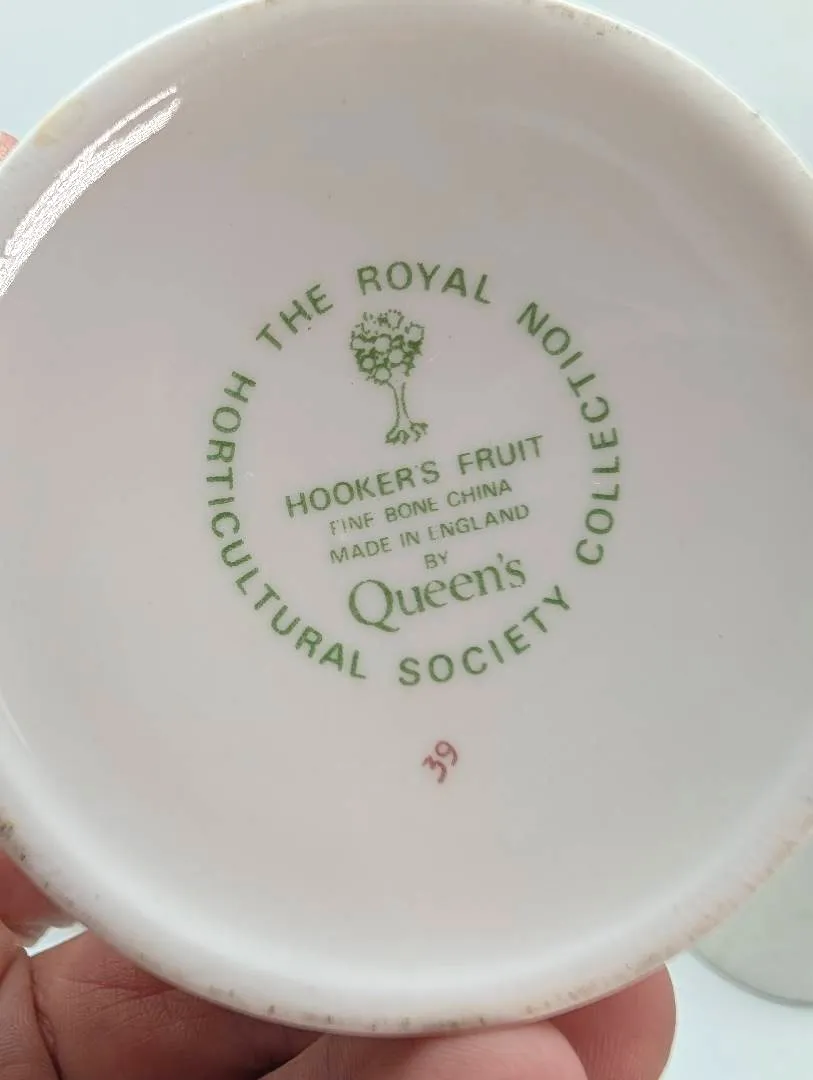 THE ROYAL
HORTICULTURAL SOCIETY COLLECTION
HOOKER'S FRUIT
FINE BONE CHINA
MADE IN ENGLAND
BY
Queen's
39